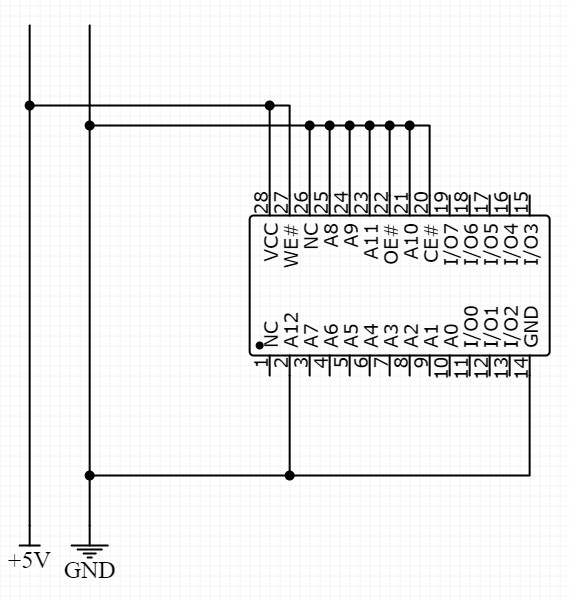 28 27 26 25 24 23 22 21 20 19 18 17 16 15
VCC WE# NC A8 A9 A11 OE# A10 CE# I/O7 I/O6 I/O5 I/O4 I/O3
NC A12 A7 A6 A5 A4 A3 A2 A1 A0 I/O0 I/O1 I/O2 GND
1 2 3 4 5 6 7 8 9 10 11 12 13 14
+5V
GND